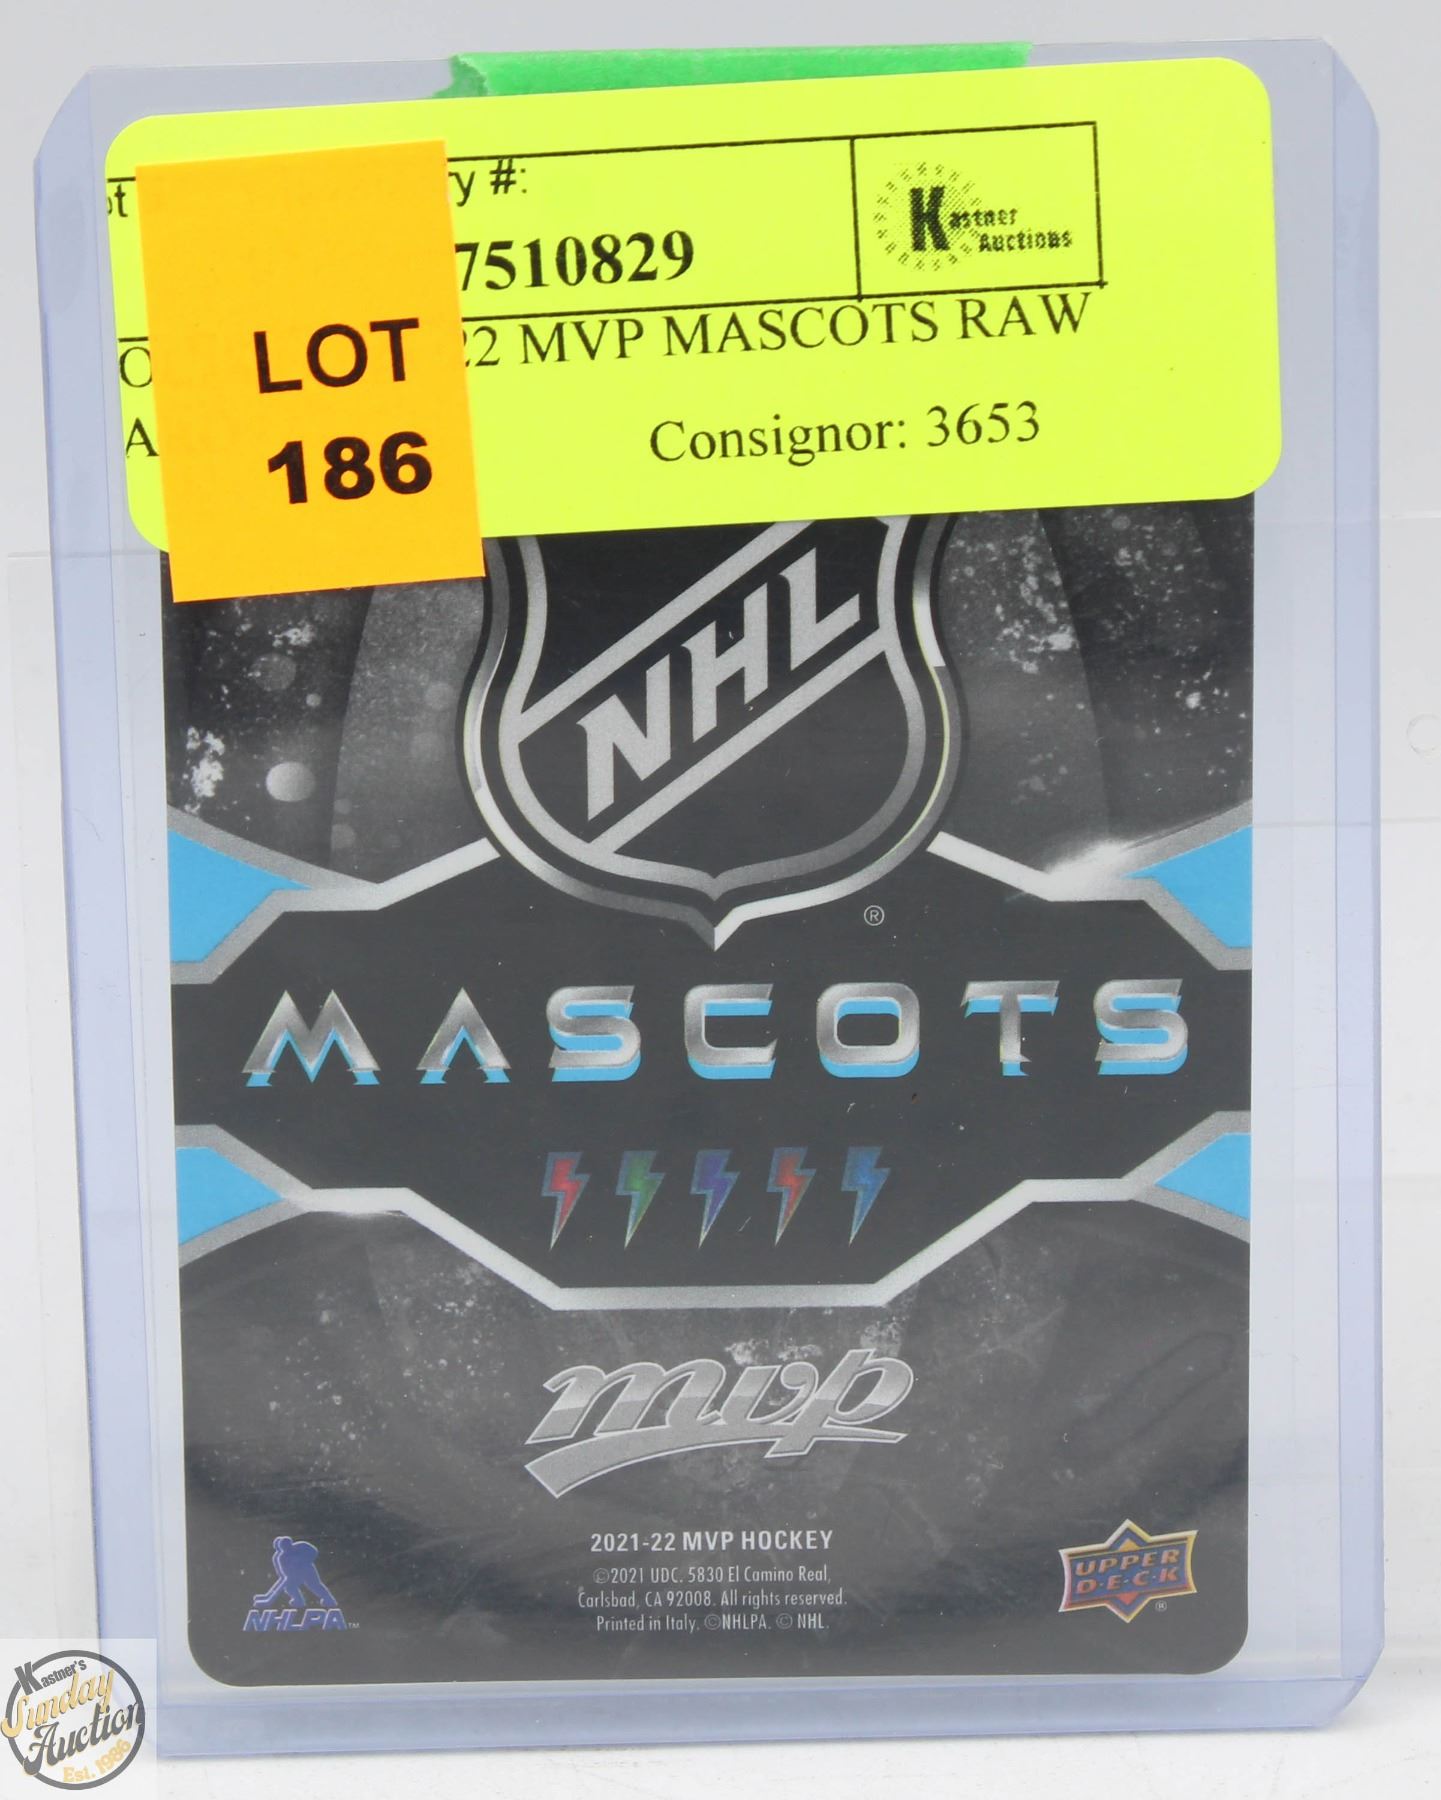 #:
Kastner
Auctions
7510829
LOT
186
22 MVP MASCOTS RAW
Consignor: 3653
NHL
®
MASCOTS
mvp
2021-22 MVP HOCKEY
©2021 UDC. 5830 El Camino Real,
Carlsbad, CA 92008. All rights reserved.
Printed in Italy. ©NHLPA. © NHL.
NHLPA™
UPPER
D·E·C·K
®
Kastner's
Sunday
Auction
Est. 1986